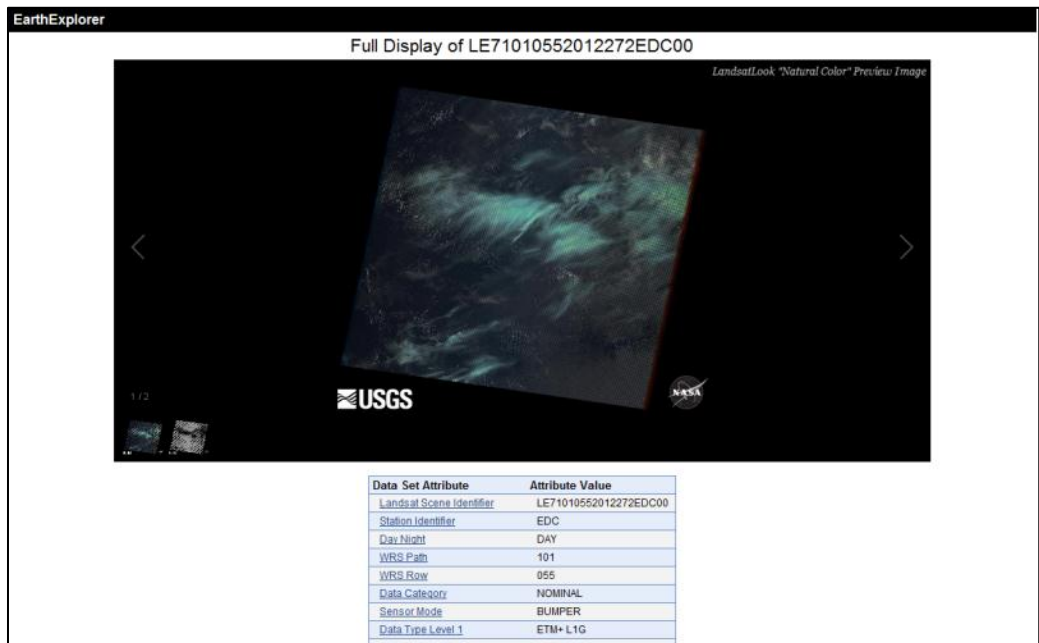 EarthExplorer
Full Display of LE71010552012272EDC00
LandsatLook "Natural Color" Preview Image
1 / 2
USGS
NASA
Data Set Attribute Attribute Value
Landsat Scene Identifier LE71010552012272EDC00
Station Identifier EDC
Day Night DAY
WRS Path 101
WRS Row 055
Data Category NOMINAL
Sensor Mode BUMPER
Data Type Level 1 ETM+ L1G